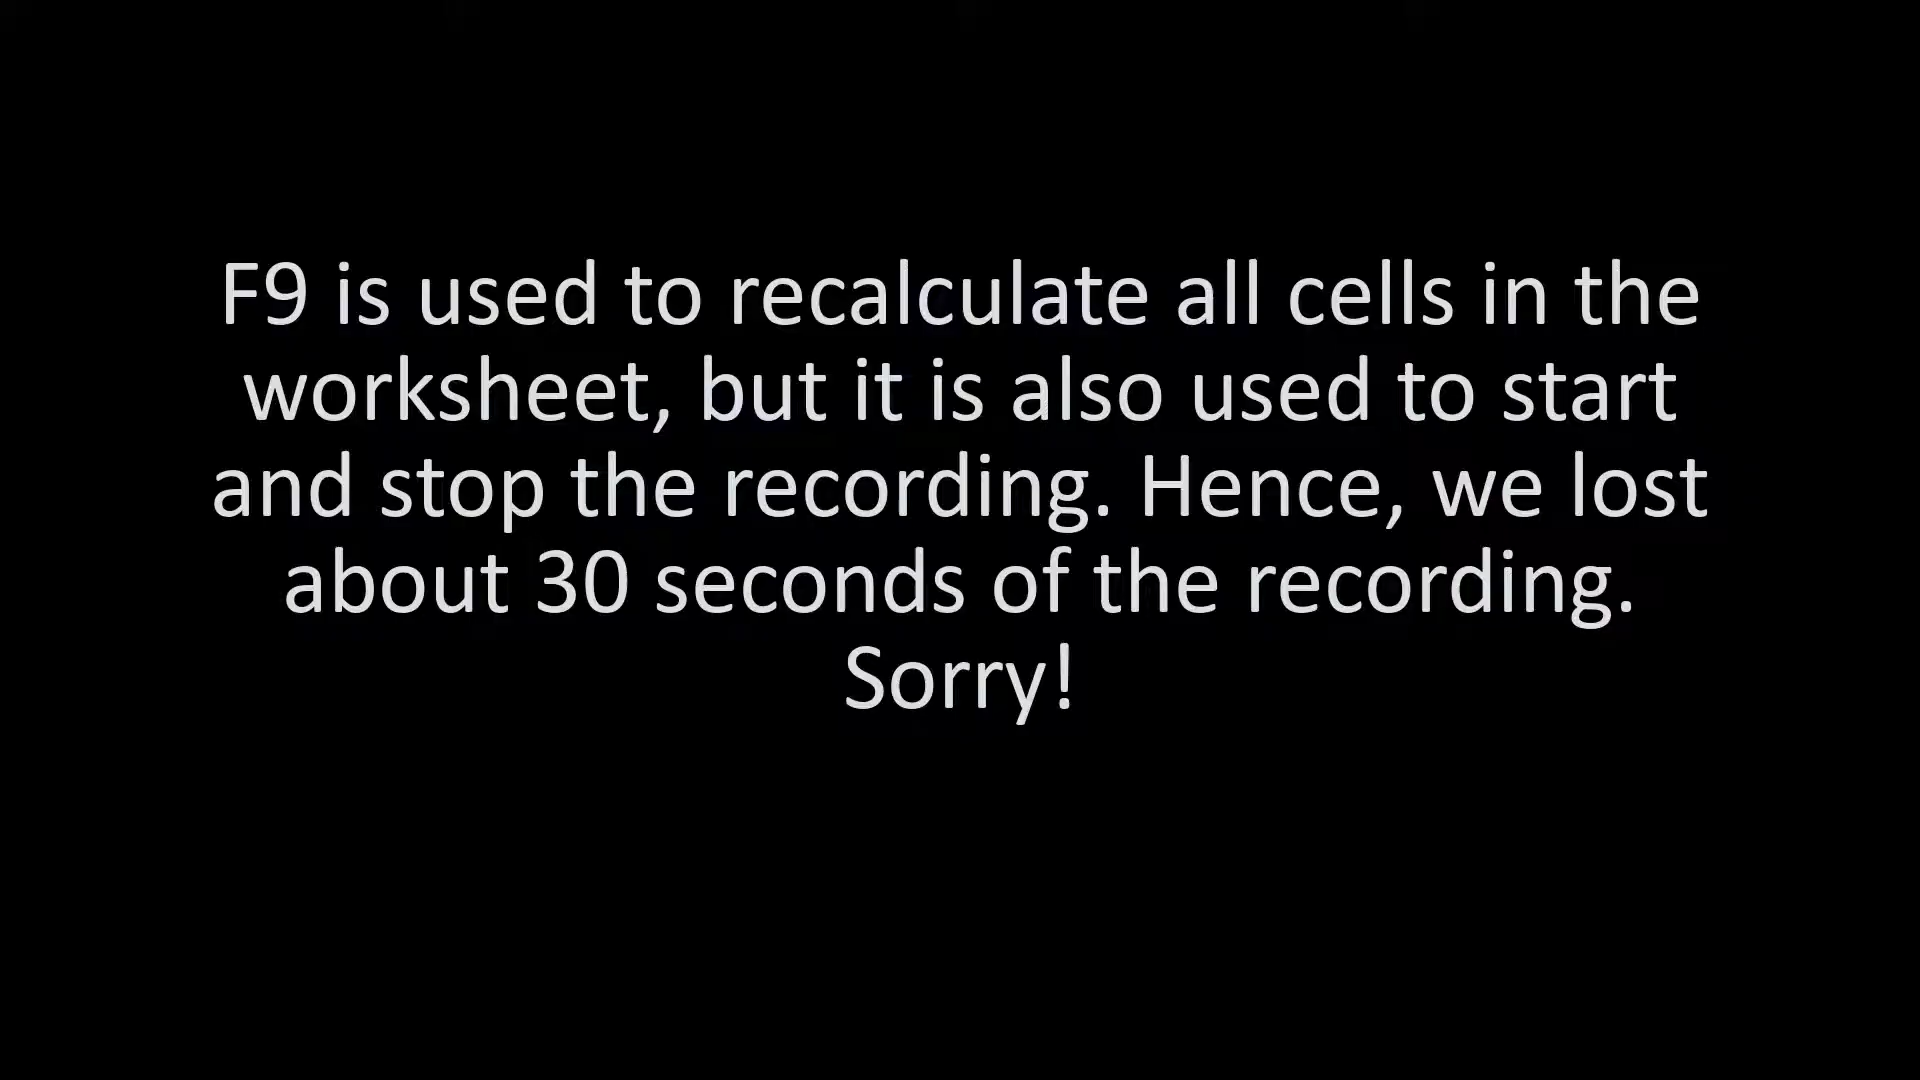 F9 is used to recalculate all cells in the
worksheet, but it is also used to start
and stop the recording. Hence, we lost
about 30 seconds of the recording.
Sorry!